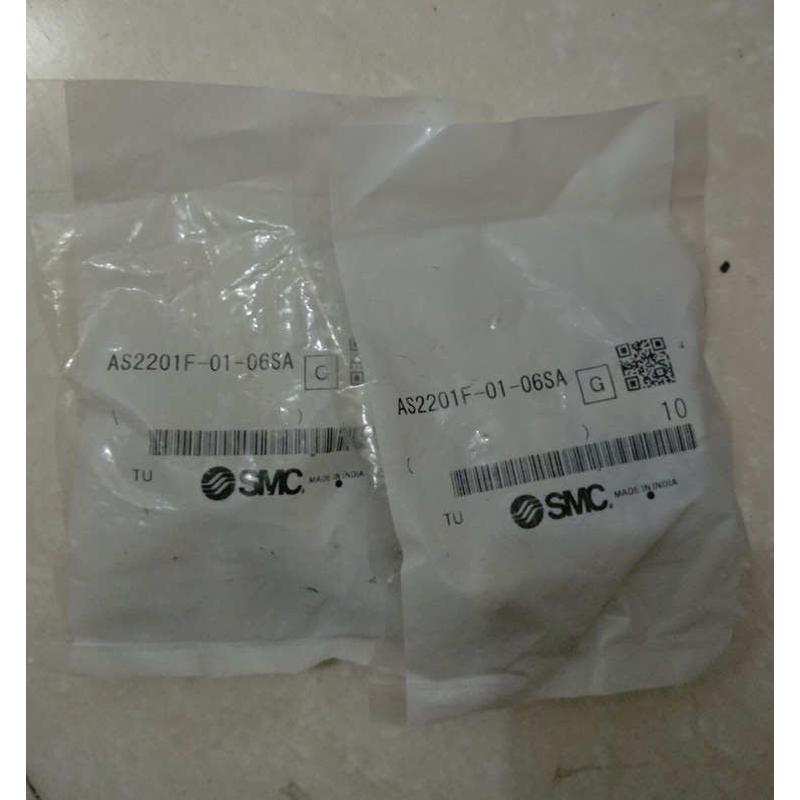 AS2201F-01-06SA C
( )
TU SMC. MADE IN INDIA
AS2201F-01-06SA G
10
( )
TU SMC. MADE IN INDIA